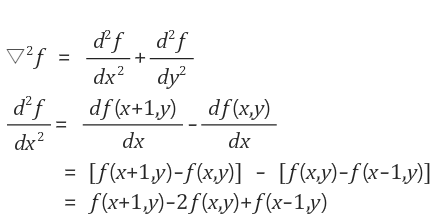 ▽²f = d²f/dx² + d²f/dy²
d²f/dx² = df(x+1,y)/dx - df(x,y)/dx
= [f(x+1,y)-f(x,y)] - [f(x,y)-f(x-1,y)]
= f(x+1,y)-2f(x,y)+f(x-1,y)